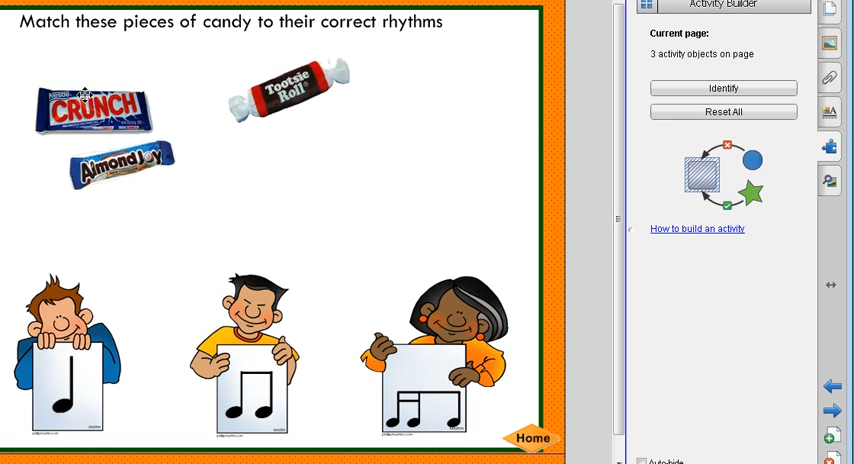 Match these pieces of candy to their correct rhythms
Nestle
CRUNCH
Tootsie
Roll
Almond Joy
Home
Activity Builder
Current page:
3 activity objects on page
Identify
Reset All
How to build an activity
Auto-hide